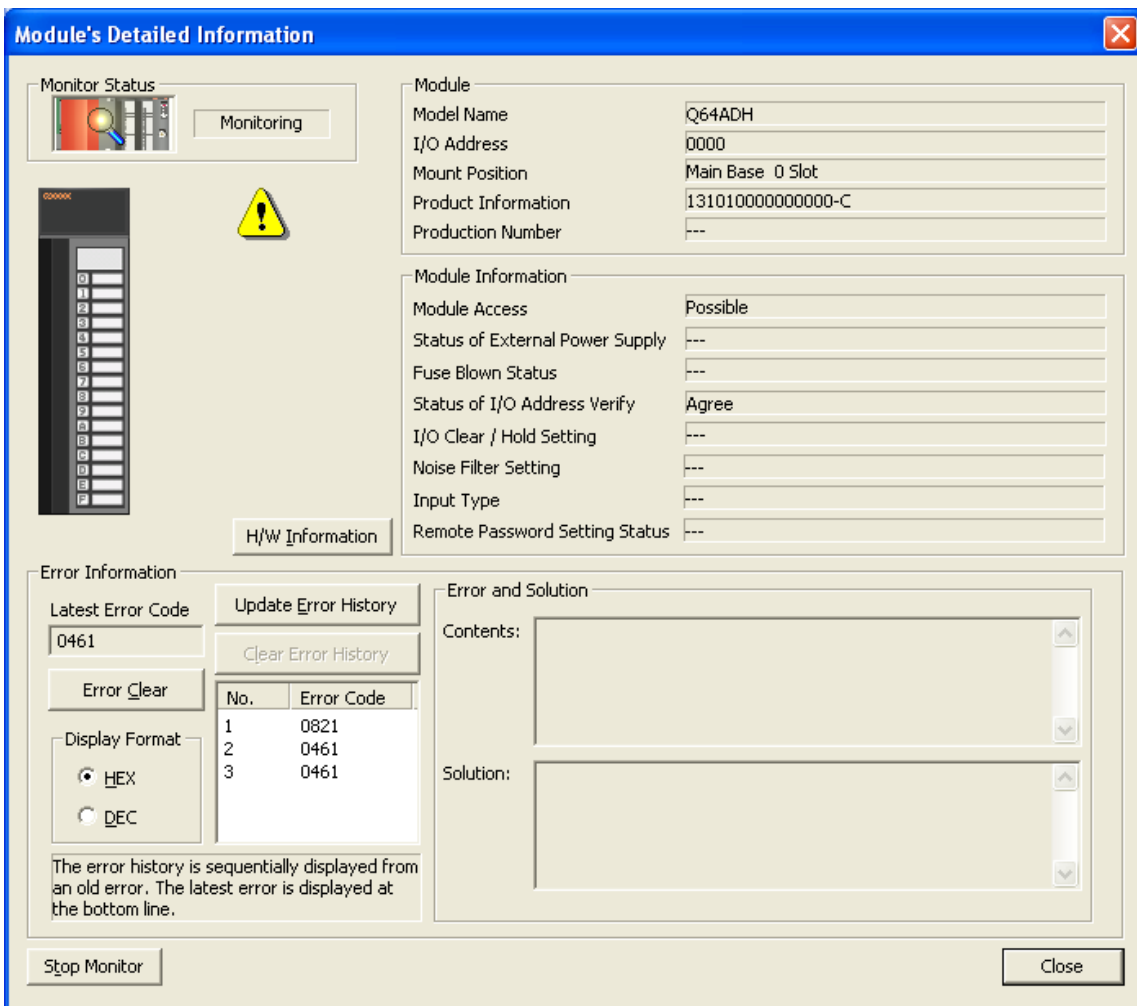 Module's Detailed Information
Monitor Status
Monitoring
Module
Model Name Q64ADH
I/O Address 0000
Mount Position Main Base 0 Slot
Product Information 131010000000000-C
Production Number ---
Module Information
Module Access Possible
Status of External Power Supply ---
Fuse Blown Status ---
Status of I/O Address Verify Agree
I/O Clear / Hold Setting ---
Noise Filter Setting ---
Input Type ---
Remote Password Setting Status ---
0
1
2
3
4
5
6
7
8
9
A
B
C
D
E
F
H/W Information
Error Information
Latest Error Code
0461
Error Clear
Display Format
HEX
DEC
Update Error History
Clear Error History
No. Error Code
1 0821
2 0461
3 0461
The error history is sequentially displayed from
an old error. The latest error is displayed at
the bottom line.
Error and Solution
Contents:
Solution:
Stop Monitor
Close